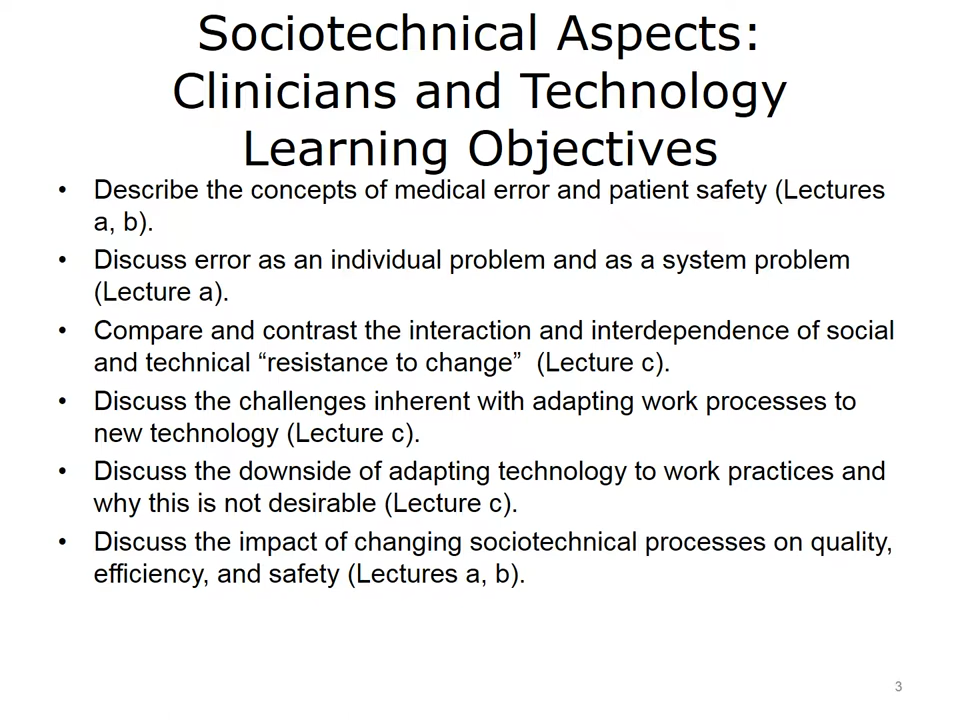 Sociotechnical Aspects:
Clinicians and Technology
Learning Objectives
• Describe the concepts of medical error and patient safety (Lectures
a, b).
• Discuss error as an individual problem and as a system problem
(Lecture a).
• Compare and contrast the interaction and interdependence of social
and technical “resistance to change”  (Lecture c).
• Discuss the challenges inherent with adapting work processes to
new technology (Lecture c).
• Discuss the downside of adapting technology to work practices and
why this is not desirable (Lecture c).
• Discuss the impact of changing sociotechnical processes on quality,
efficiency, and safety (Lectures a, b).
3